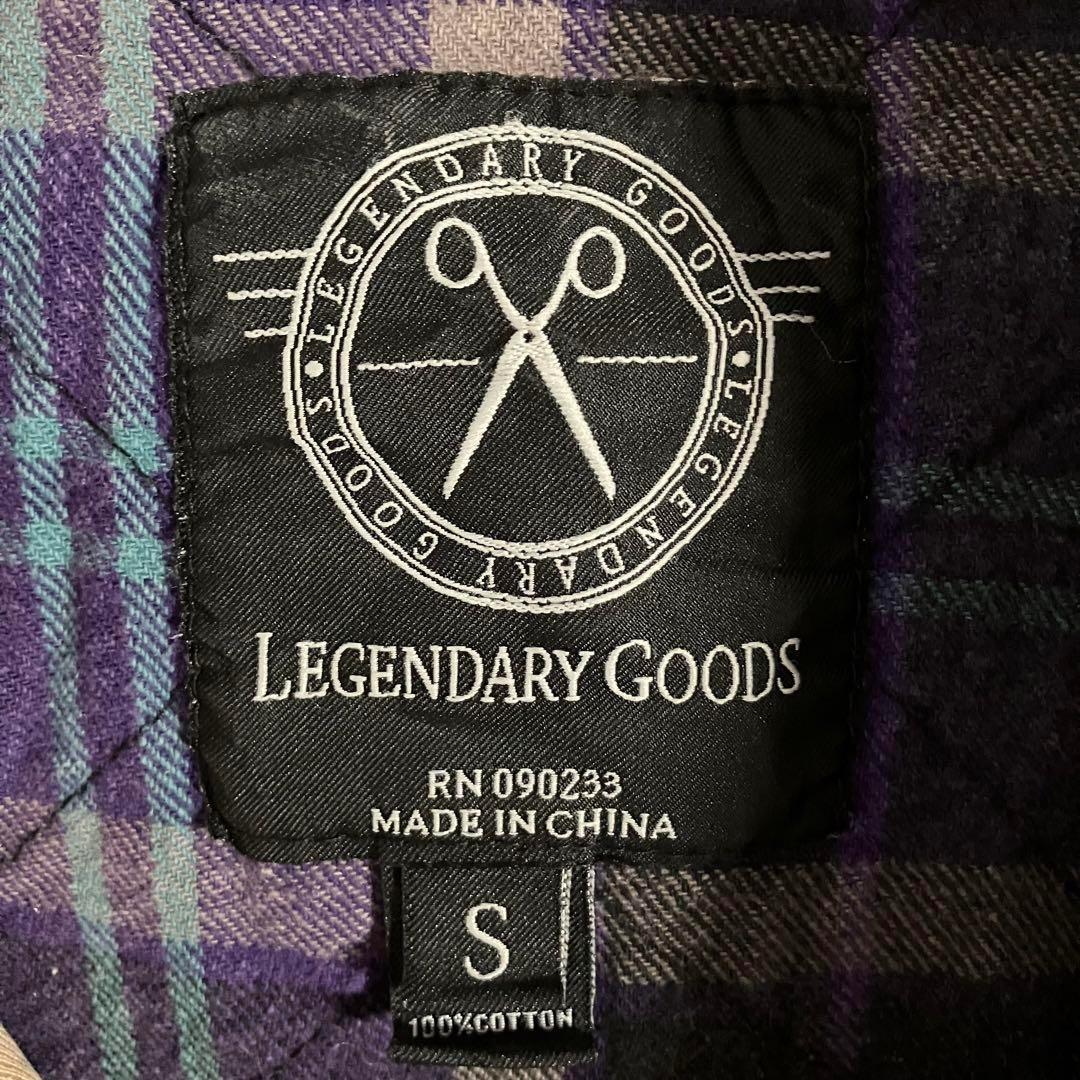 LEGENDARY GOODS • LEGENDARY GOODS •
LEGENDARY GOODS
RN 090233
MADE IN CHINA
S
100%COTTON